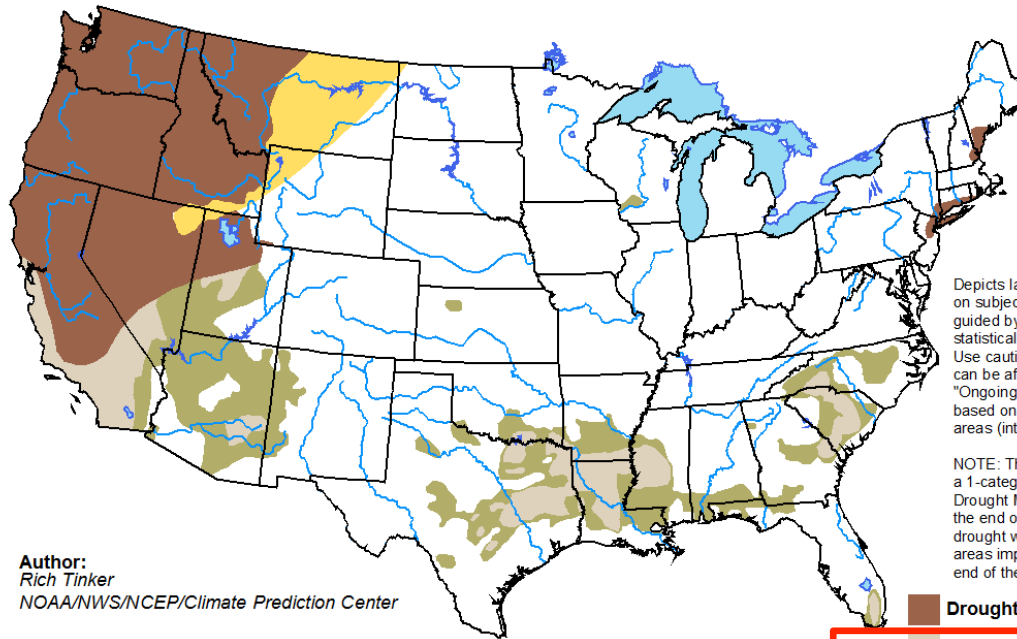 Depicts la
on subjec
guided by
statistical
Use cauti
can be af
"Ongoing
based on
areas (int
NOTE: Th
a 1-categ
Drought M
the end o
drought w
areas imp
end of the
Author:
Rich Tinker
NOAA/NWS/NCEP/Climate Prediction Center
Drought